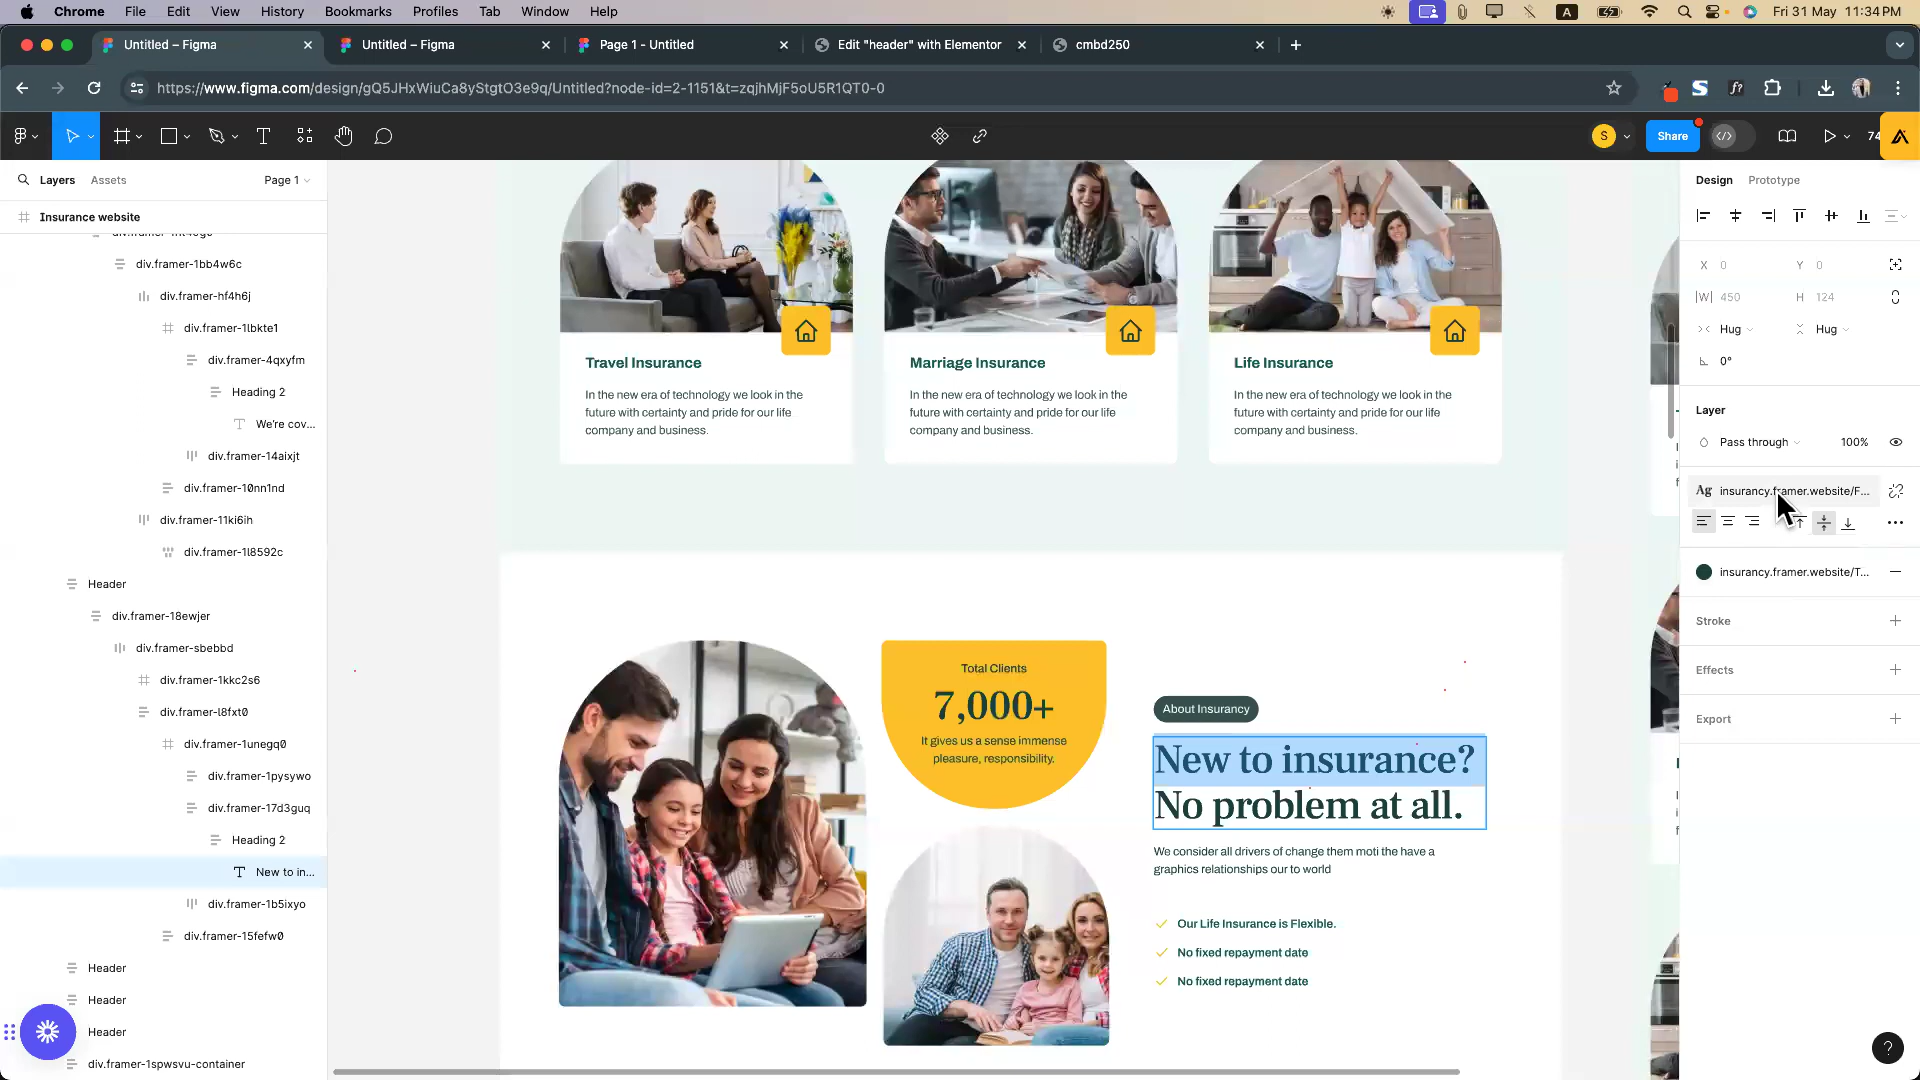 Chrome File Edit View History Bookmarks Profiles Tab Window Help
A
Fri 31 May 11:34 PM
Untitled – Figma
Untitled – Figma
Page 1 - Untitled
Edit "header" with Elementor
cmbd250
https://www.figma.com/design/gQ5JHxWiuCa8yStgtO3e9q/Untitled?node-id=2-1151&t=zqjhMjF5oU5R1QT0-0
f?
S
Share
74
Layers
Assets
Page 1
Insurance website
div.framer-1bb4w6c
div.framer-hf4h6j
div.framer-1lbkte1
div.framer-4qxyfm
Heading 2
We're cov...
div.framer-14aixjt
div.framer-10nn1nd
div.framer-11ki6ih
div.framer-1l8592c
Header
div.framer-18ewjer
div.framer-sbebbd
div.framer-1kkc2s6
div.framer-l8fxt0
div.framer-1unegq0
div.framer-1pysywo
div.framer-17d3guq
Heading 2
New to in...
div.framer-1b5ixyo
div.framer-15fefw0
Header
Header
Header
div.framer-1spwsvu-container
Travel Insurance
In the new era of technology we look in the
future with certainty and pride for our life
company and business.
Marriage Insurance
In the new era of technology we look in the
future with certainty and pride for our life
company and business.
Life Insurance
In the new era of technology we look in the
future with certainty and pride for our life
company and business.
Total Clients
7,000+
It gives us a sense immense
pleasure, responsibility.
About Insurancy
New to insurance?
No problem at all.
We consider all drivers of change them moti the have a
graphics relationships our to world
Our Life Insurance is Flexible.
No fixed repayment date
No fixed repayment date
Design
Prototype
X 0
Y 0
W 450
H 124
Hug
Hug
0°
Layer
Pass through
100%
Ag insurancy.framer.website/F...
insurancy.framer.website/T...
Stroke
Effects
Export
?